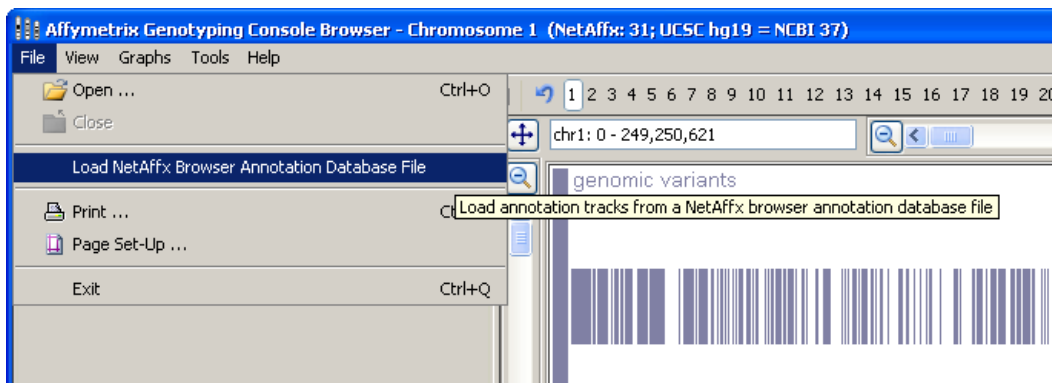 Affymetrix Genotyping Console Browser - Chromosome 1 (NetAffx: 31; UCSC hg19 = NCBI 37)
File View Graphs Tools Help
Open ... Ctrl+O
1 2 3 4 5 6 7 8 9 10 11 12 13 14 15 16 17 18 19
Close
chr1: 0 - 249,250,621
Load NetAffx Browser Annotation Database File
genomic variants
Print ...
Load annotation tracks from a NetAffx browser annotation database file
Page Set-Up ...
Exit Ctrl+Q